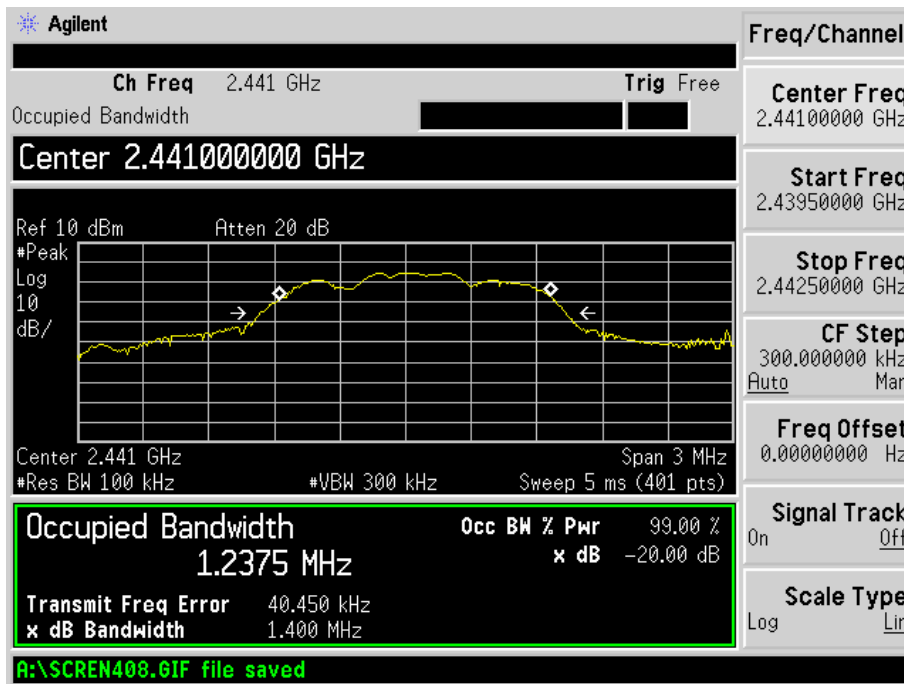 Agilent
Freq/Channel
Ch Freq 2.441 GHz Trig Free
Occupied Bandwidth
Center 2.441000000 GHz
Ref 10 dBm Atten 20 dB
#Peak
Log
10
dB/
Center 2.441 GHz Span 3 MHz
#Res BW 100 kHz #VBW 300 kHz Sweep 5 ms (401 pts)
Occupied Bandwidth
1.2375 MHz
Occ BW % Pwr 99.00 %
x dB -20.00 dB
Transmit Freq Error 40.450 kHz
x dB Bandwidth 1.400 MHz
A:\SCREN408.GIF file saved
Center Freq
2.44100000 GHz
Start Freq
2.43950000 GHz
Stop Freq
2.44250000 GHz
CF Step
300.000000 kHz
Auto Man
Freq Offset
0.00000000 Hz
Signal Track
On Off
Scale Type
Log Lin